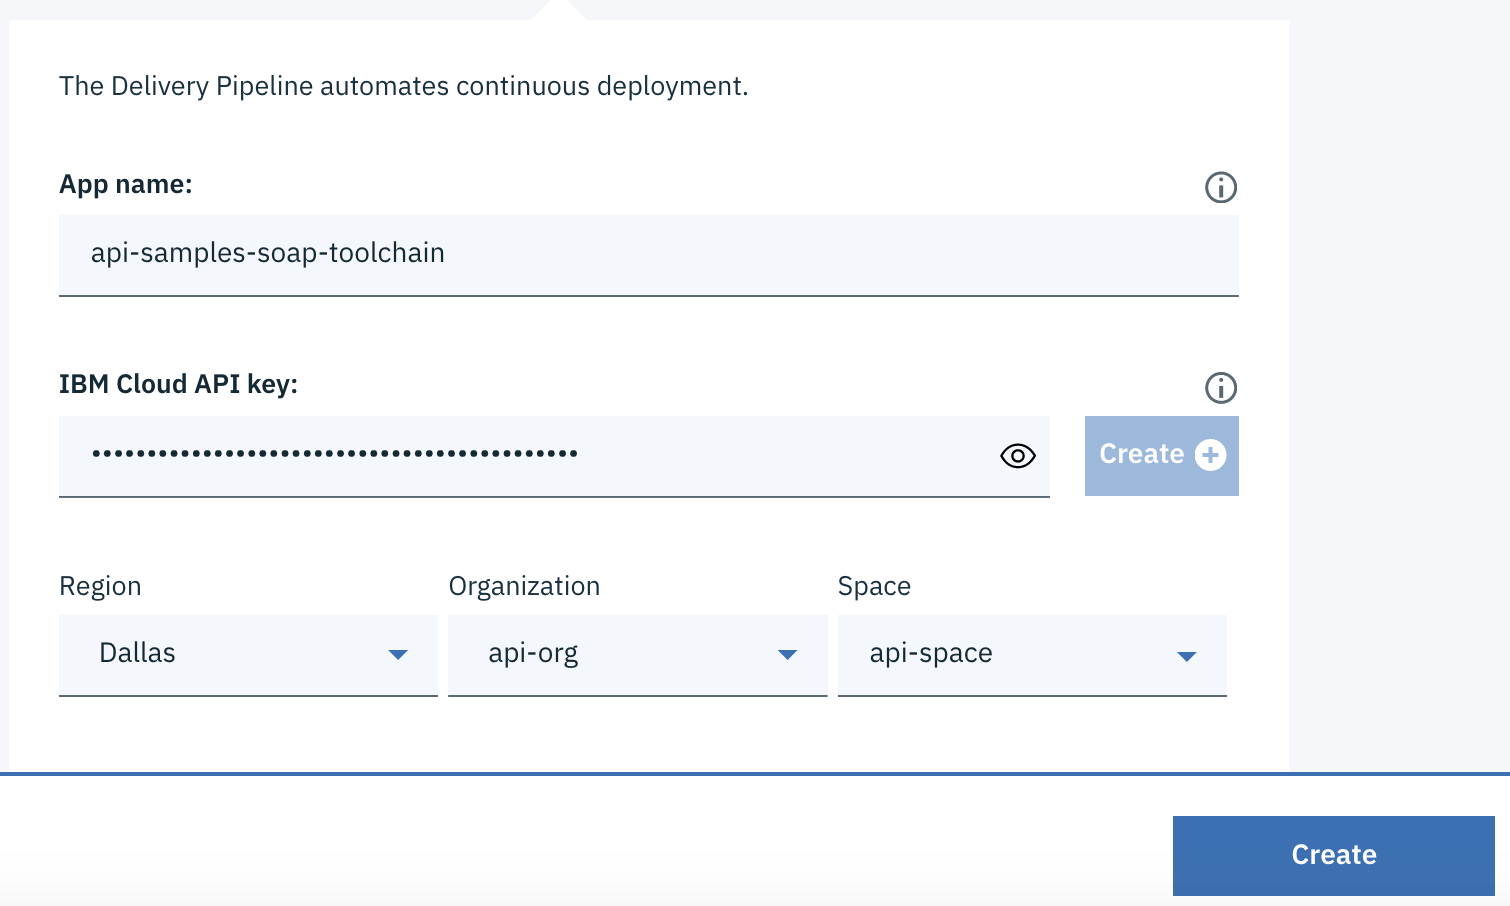 The Delivery Pipeline automates continuous deployment.
App name:
api-samples-soap-toolchain
IBM Cloud API key:
••••••••••••••••••••••••••••••••••••••••••••
Create
Region Organization Space
Dallas api-org api-space
Create